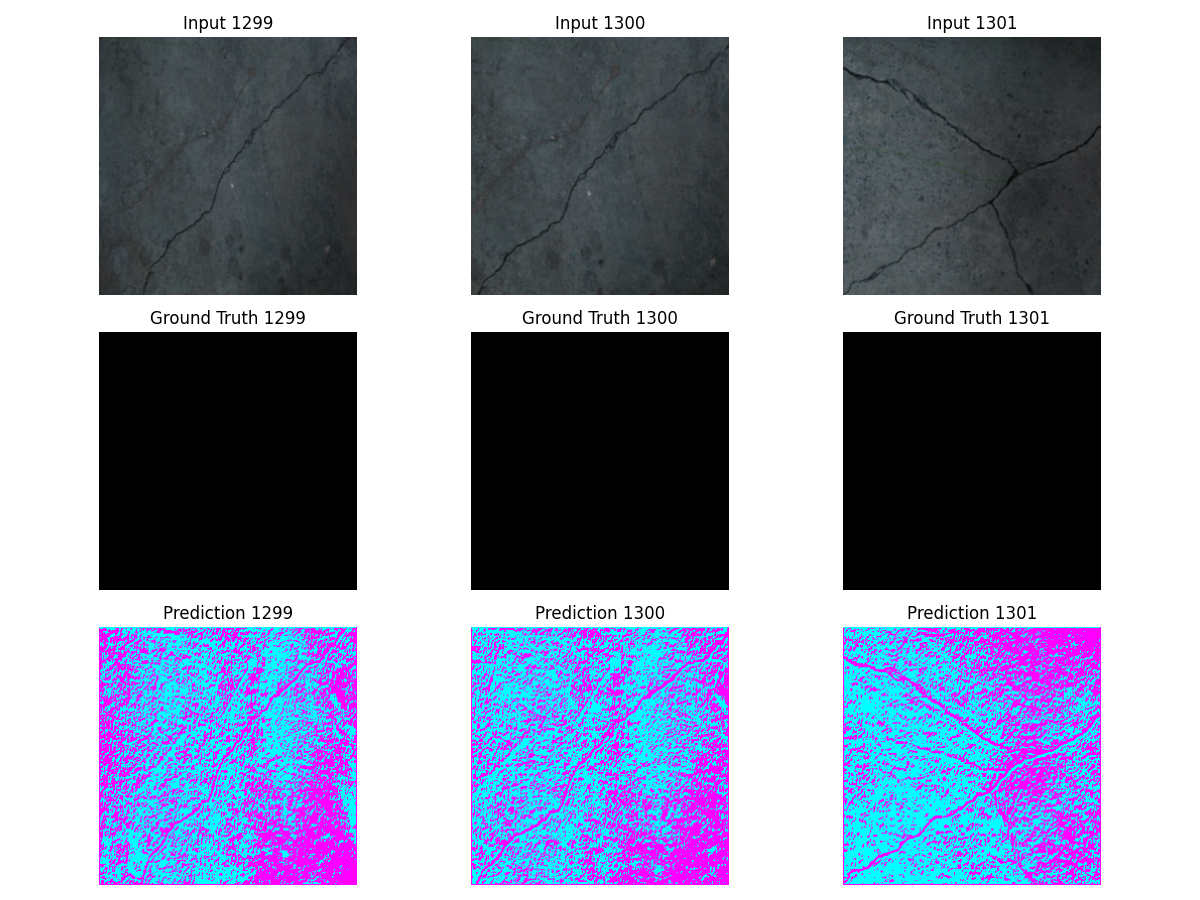 Input 1299
Input 1300
Input 1301
Ground Truth 1299
Ground Truth 1300
Ground Truth 1301
Prediction 1299
Prediction 1300
Prediction 1301